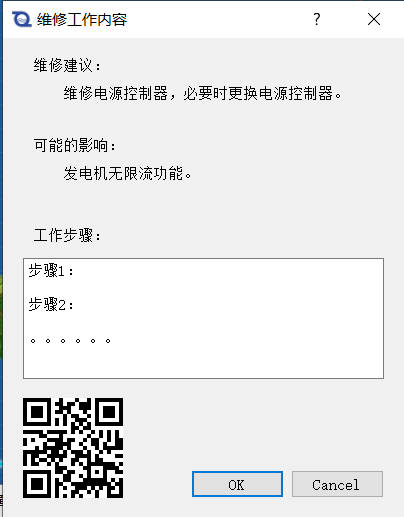 维修工作内容
维修建议：
维修电源控制器，必要时更换电源控制器。
可能的影响：
发电机无限流功能。
工作步骤：
步骤1：
步骤2：
。。。。。。
OK Cancel